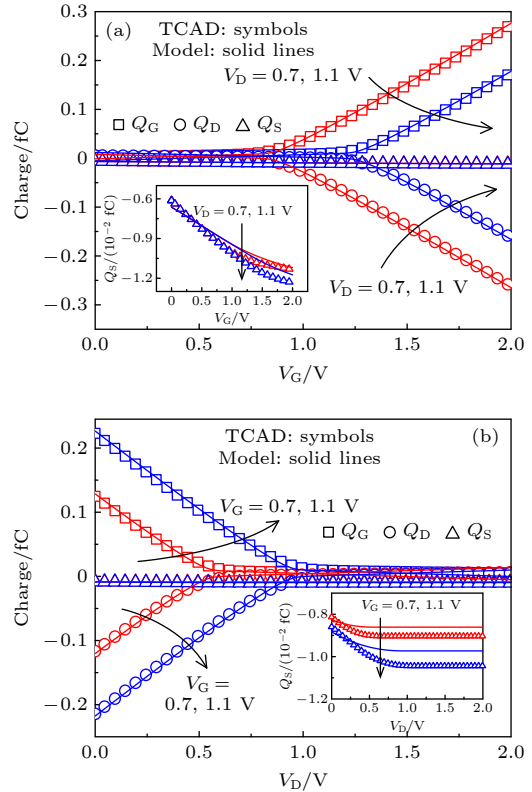 (a)
TCAD: symbols
Model: solid lines
V_D = 0.7, 1.1 V
□ Q_G ○ Q_D △ Q_S
0.3
0.2
0.1
0
−0.1
−0.2
−0.3
Charge/fC
−0.6
−0.9
−1.2
Q_S/(10⁻² fC)
V_D = 0.7, 1.1 V
0 0.5 1.0 1.5 2.0
V_G/V
V_D = 0.7, 1.1 V
0.0 0.5 1.0 1.5 2.0
V_G/V
(b)
TCAD: symbols
Model: solid lines
V_G = 0.7, 1.1 V
□ Q_G ○ Q_D △ Q_S
0.2
0.1
0
−0.1
−0.2
Charge/fC
V_G =
0.7, 1.1 V
−0.8
−1.0
−1.2
Q_S/(10⁻² fC)
V_G = 0.7, 1.1 V
0 0.5 1.0 1.5 2.0
V_D/V
0.0 0.5 1.0 1.5 2.0
V_D/V